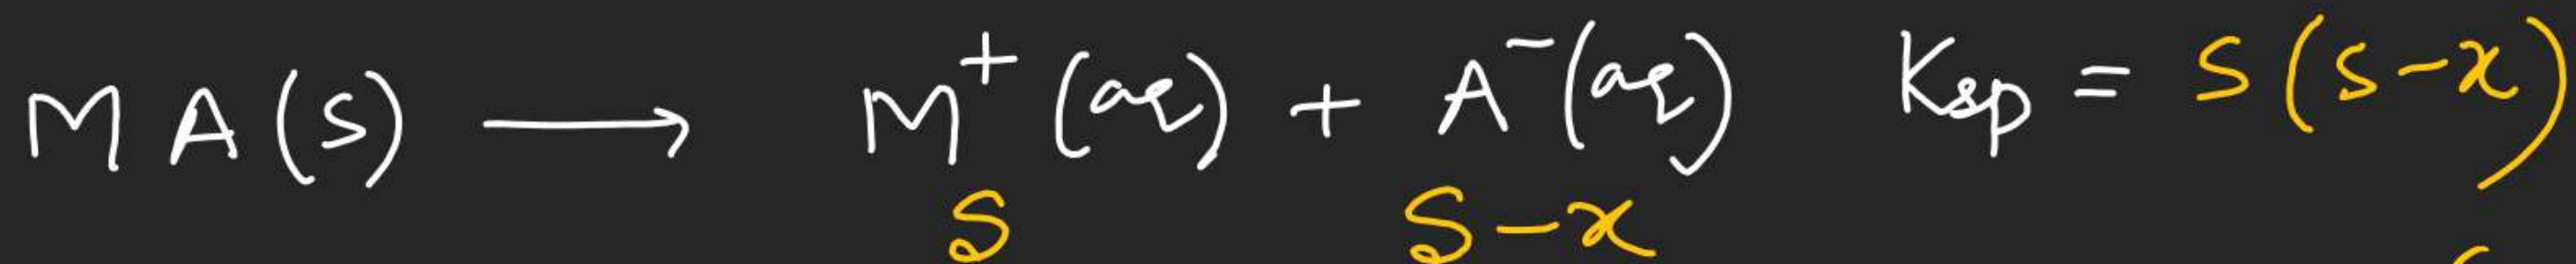 MA(s) ⟶ M⁺(aq) + A⁻(aq) Ksp = S(S-x)
S S-x